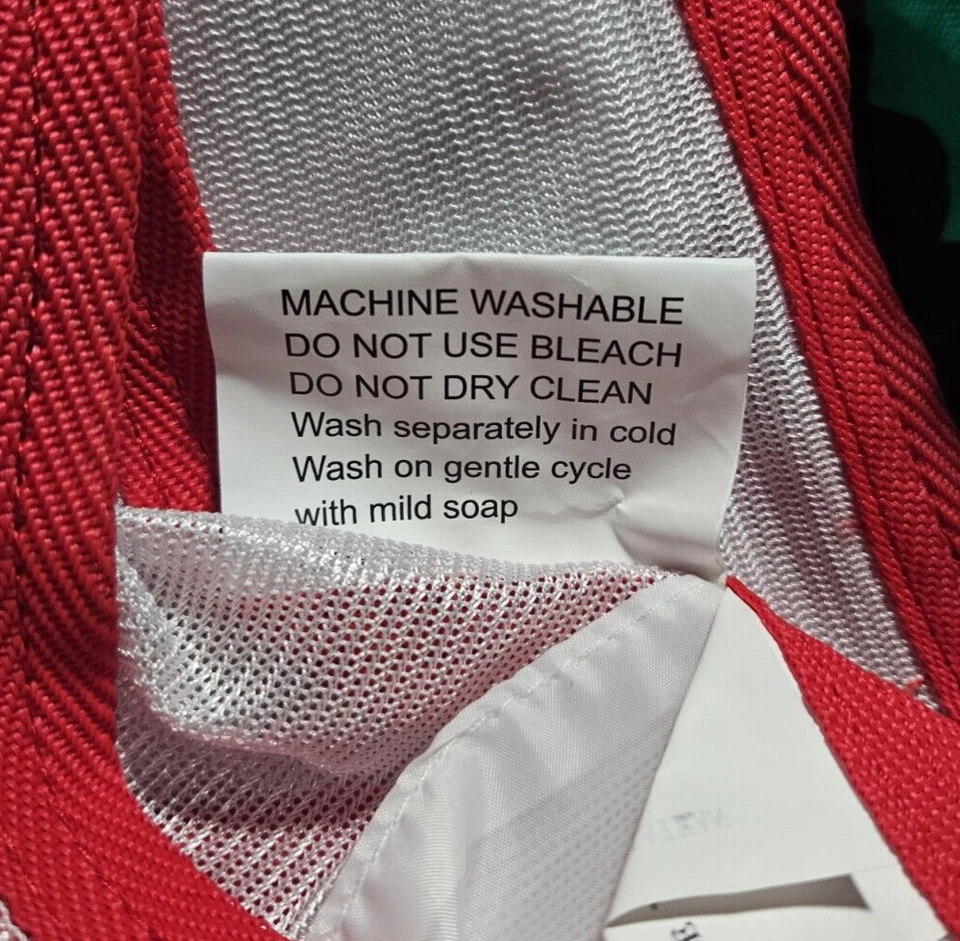 MACHINE WASHABLE
DO NOT USE BLEACH
DO NOT DRY CLEAN
Wash separately in cold
Wash on gentle cycle
with mild soap